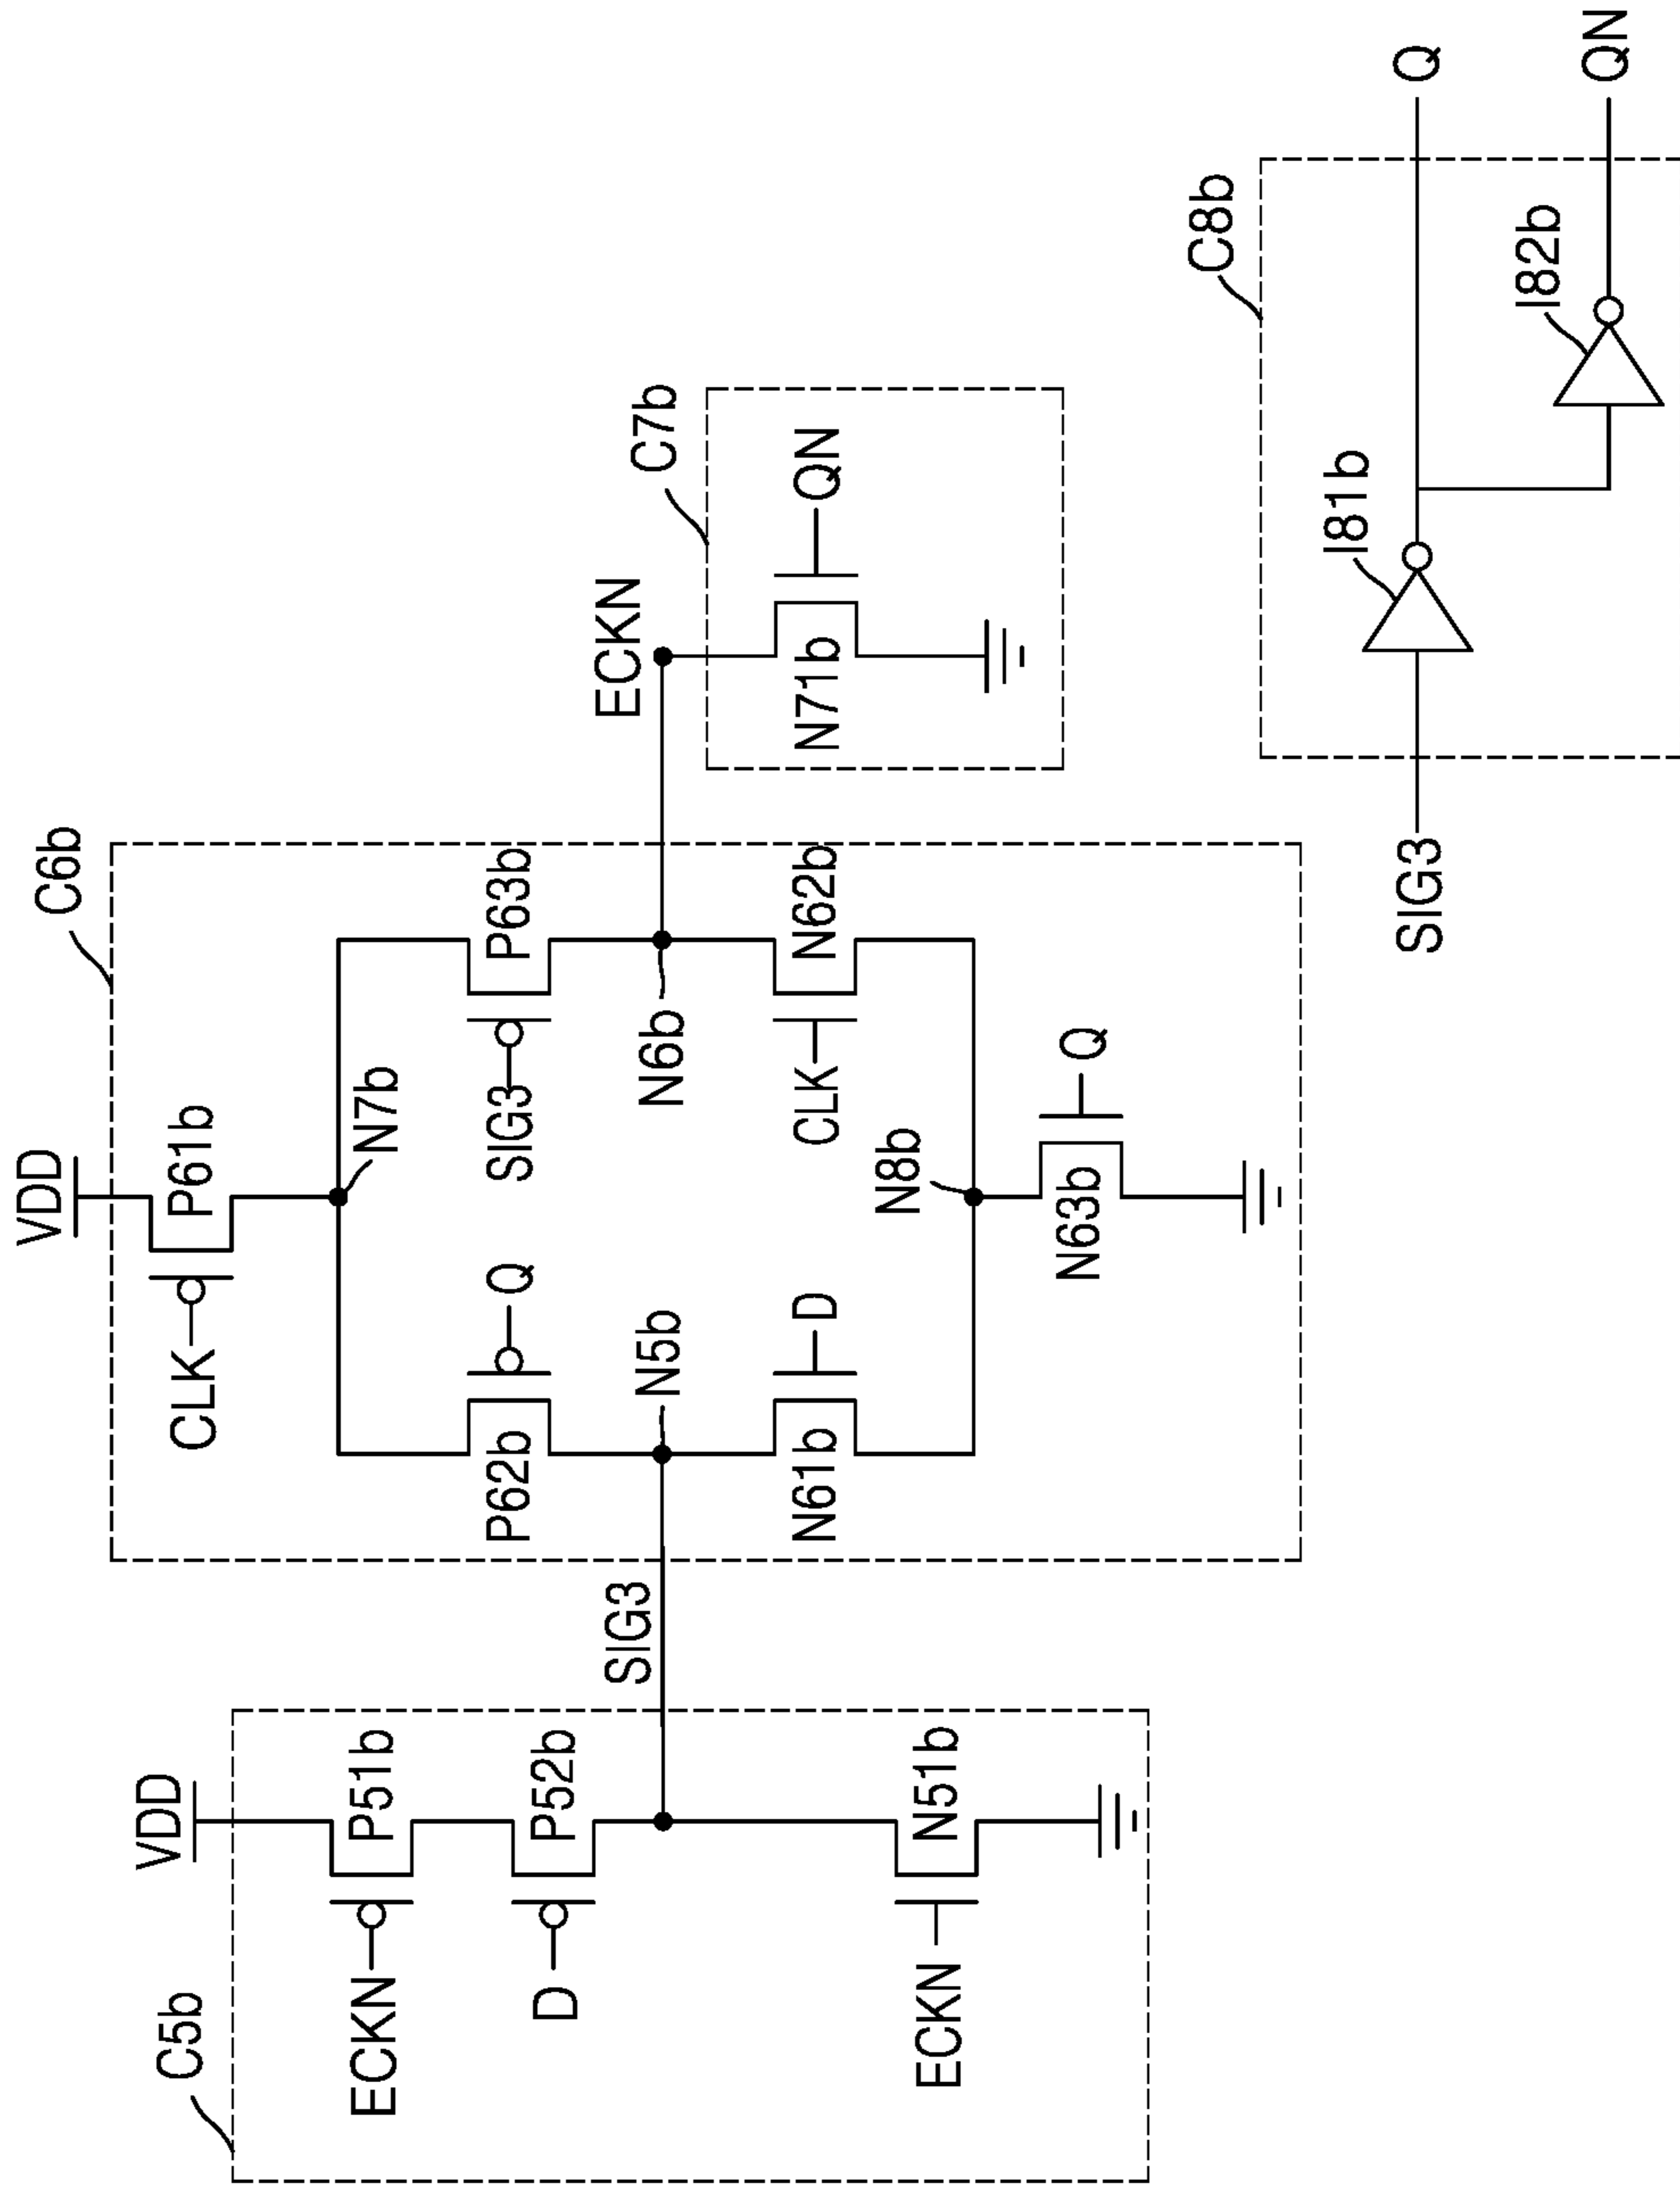 C5b
VDD
ECKN
P51b
D
P52b
ECKN
N51b
SIG3
C6b
VDD
CLK
P61b
N7b
P62b
Q
SIG3
P63b
N5b
N6b
N61b
D
CLK
N62b
N8b
N63b
Q
ECKN
C7b
N71b
QN
C8b
SIG3
I81b
Q
I82b
QN